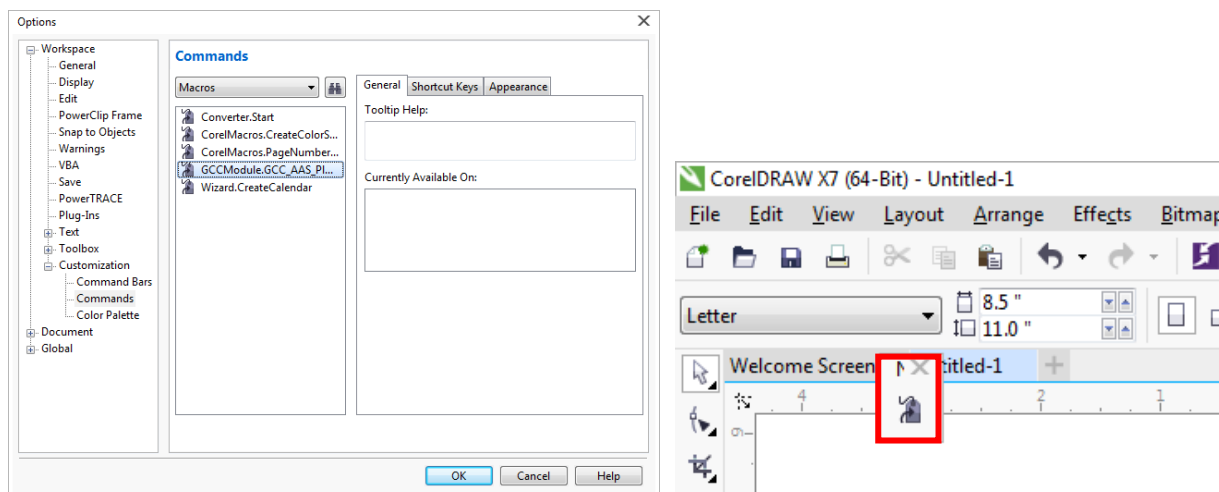 Options
Workspace
General
Display
Edit
PowerClip Frame
Snap to Objects
Warnings
VBA
Save
PowerTRACE
Plug-Ins
Text
Toolbox
Customization
Command Bars
Commands
Color Palette
Document
Global
Commands
Macros
Converter.Start
CorelMacros.CreateColorS...
CorelMacros.PageNumber...
GCCModule.GCC_AAS_Pl...
Wizard.CreateCalendar
General Shortcut Keys Appearance
Tooltip Help:
Currently Available On:
OK Cancel Help
CorelDRAW X7 (64-Bit) - Untitled-1
File Edit View Layout Arrange Effects Bitmap
Letter
8.5 "
11.0 "
Welcome Screen titled-1
4 2 1